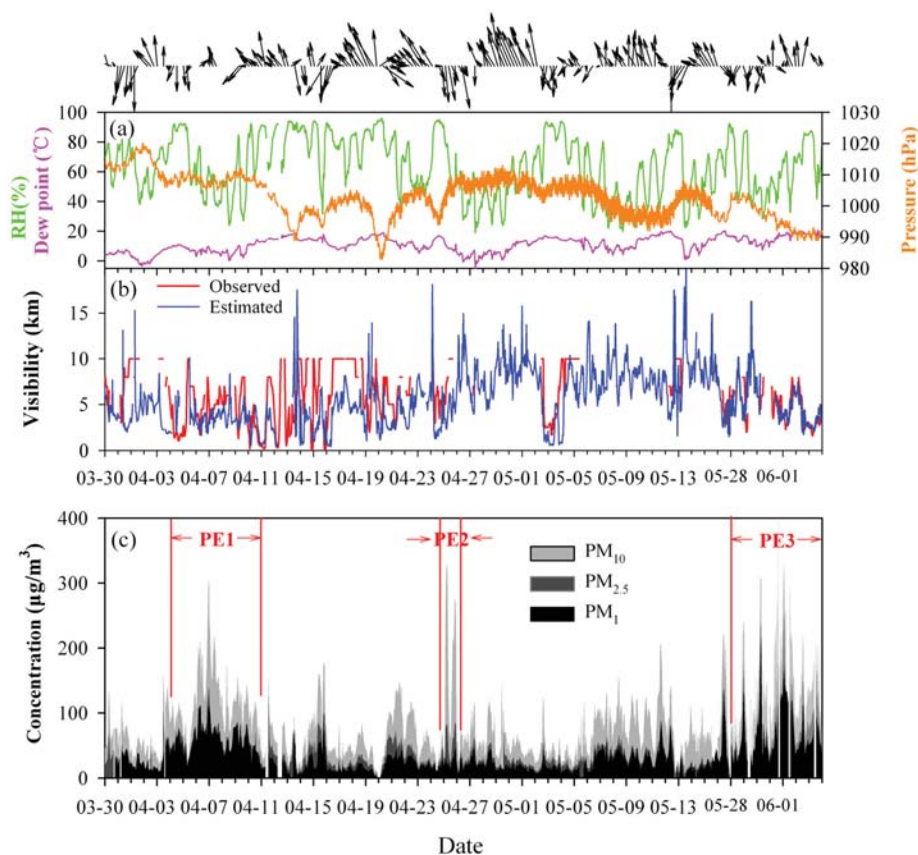 (a)
100
80
60
40
20
0
RH(%)
Dew point (℃)
1030
1020
1010
1000
990
980
Pressure (hPa)
(b)
Observed
Estimated
15
10
5
0
Visibility (km)
03-30 04-03 04-07 04-11 04-15 04-19 04-23 04-27 05-01 05-05 05-09 05-13 05-28 06-01
(c)
PE1
PE2
PE3
PM10
PM2.5
PM1
400
300
200
100
0
Concentration (μg/m³)
03-30 04-03 04-07 04-11 04-15 04-19 04-23 04-27 05-01 05-05 05-09 05-13 05-28 06-01
Date